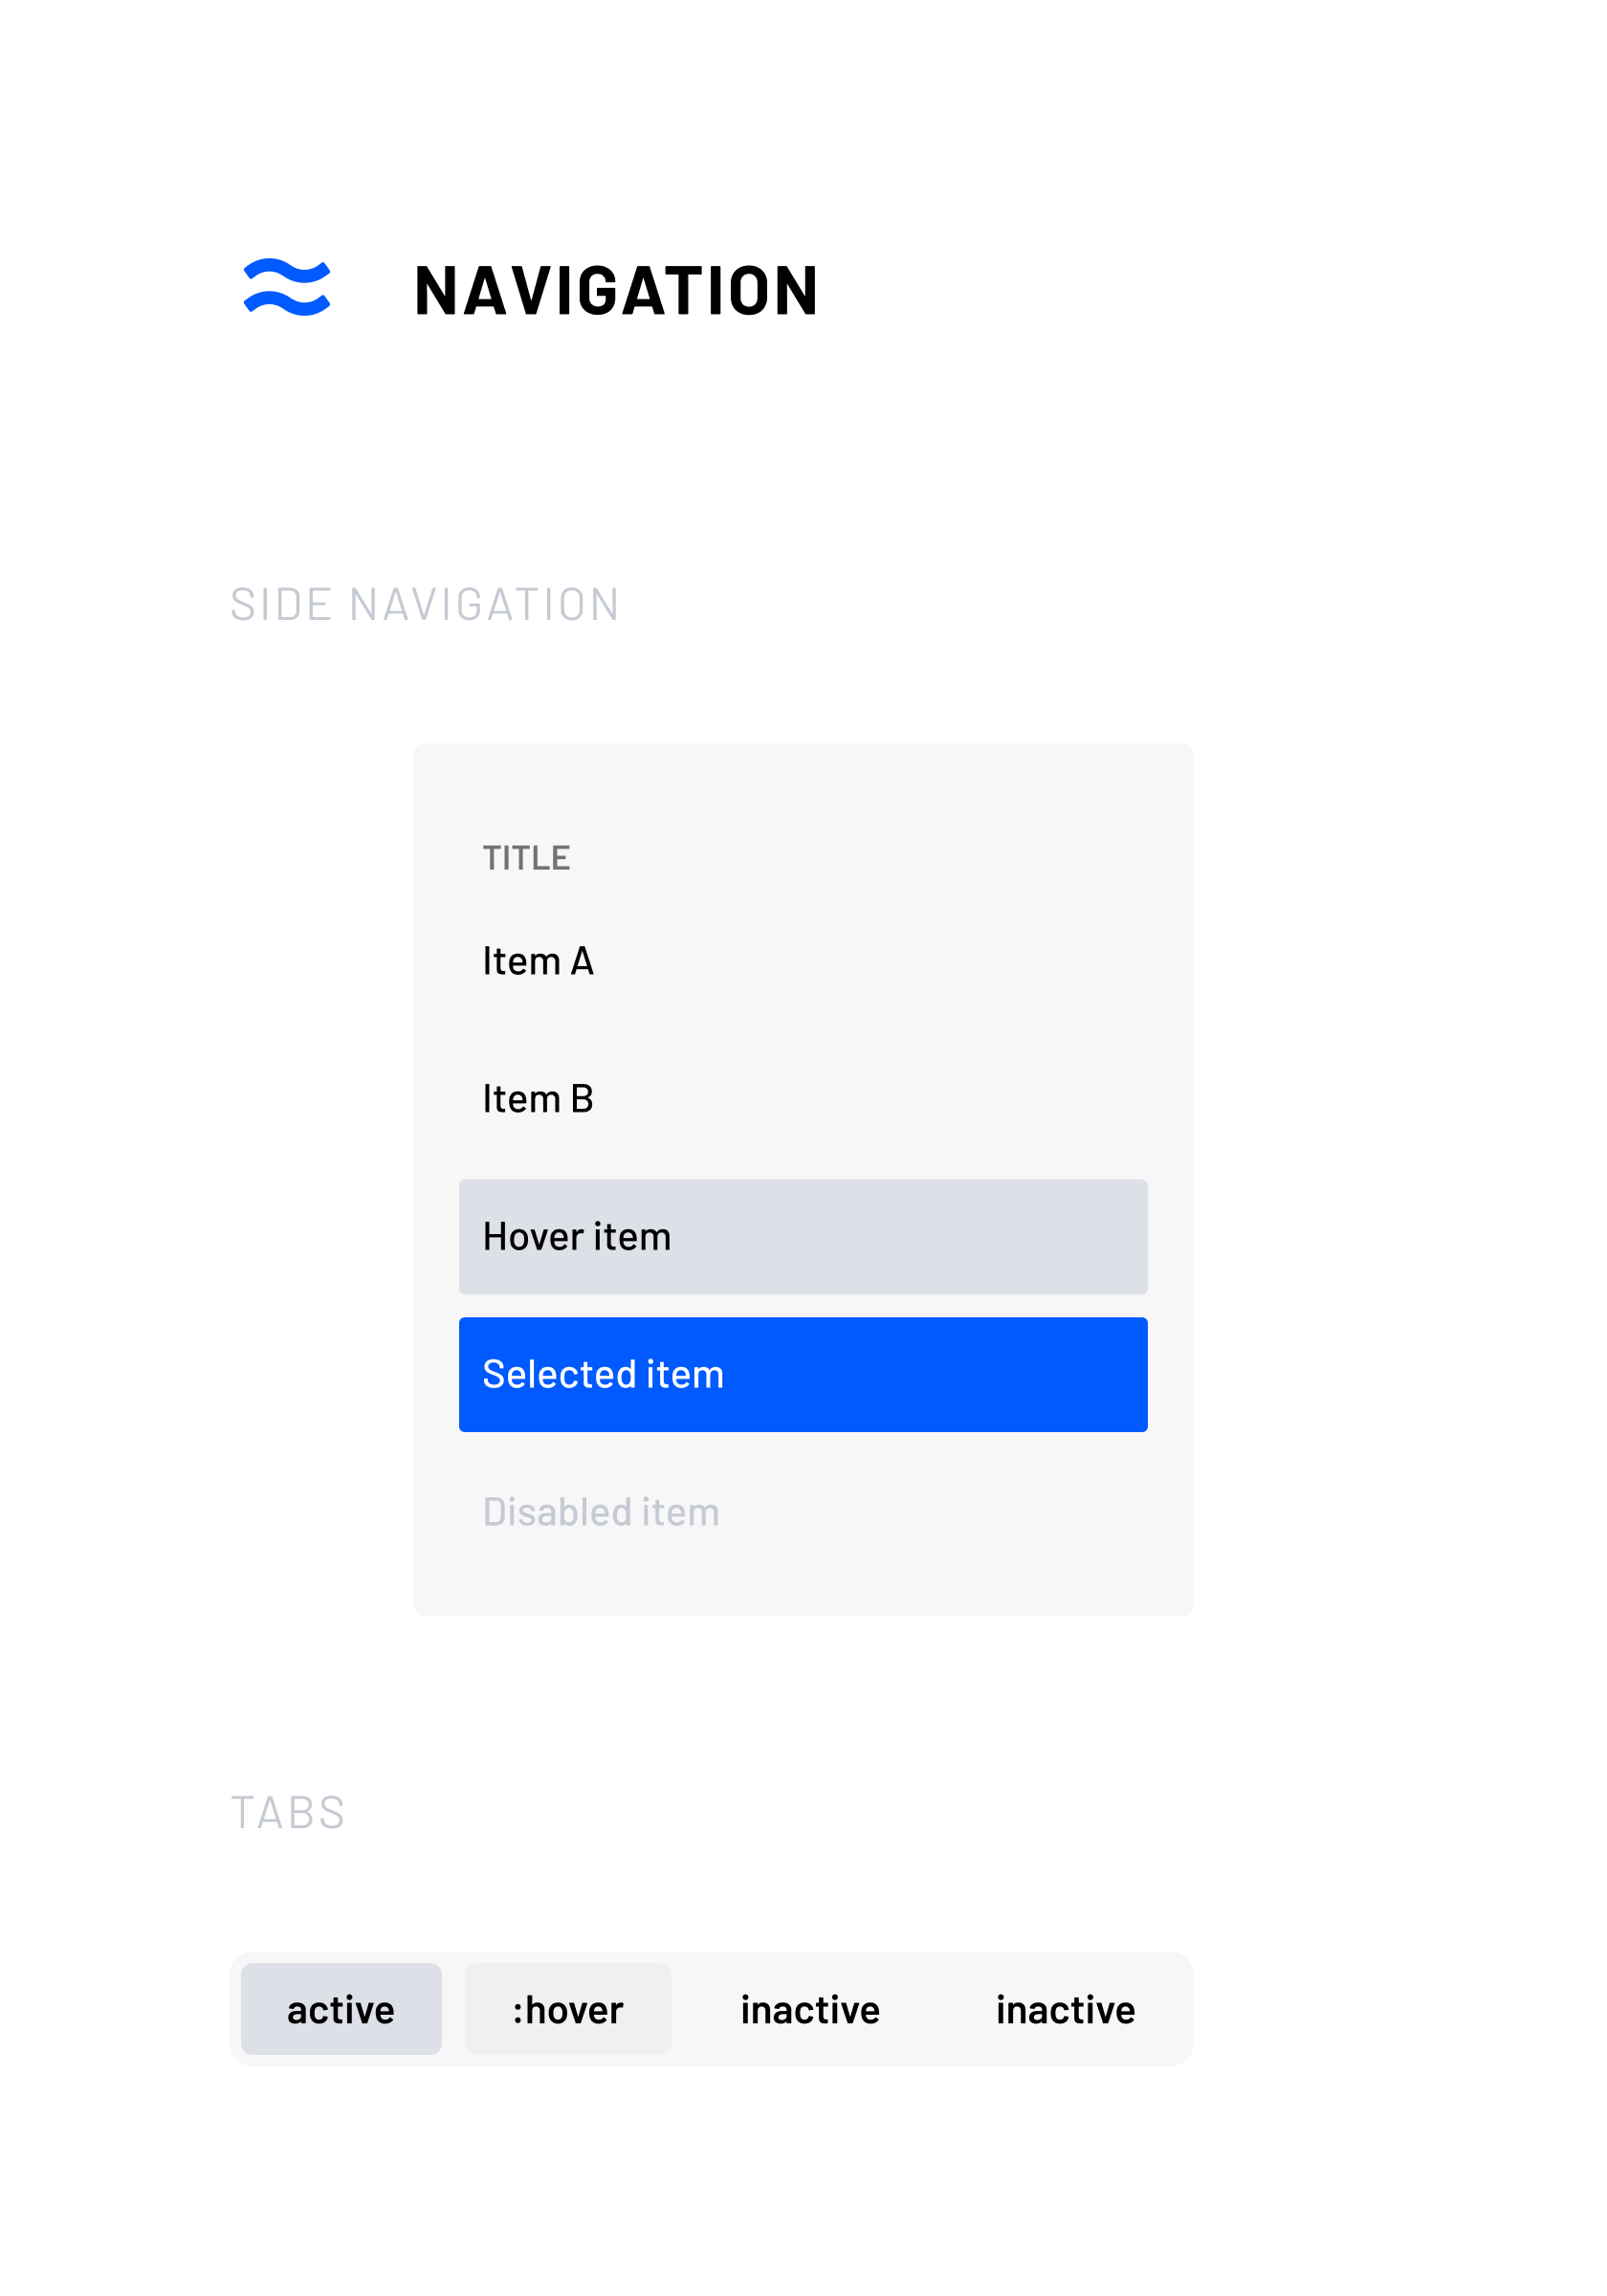 NAVIGATION
SIDE NAVIGATION
TITLE
Item A
Item B
Hover item
Selected item
Disabled item
TABS
active :hover inactive inactive